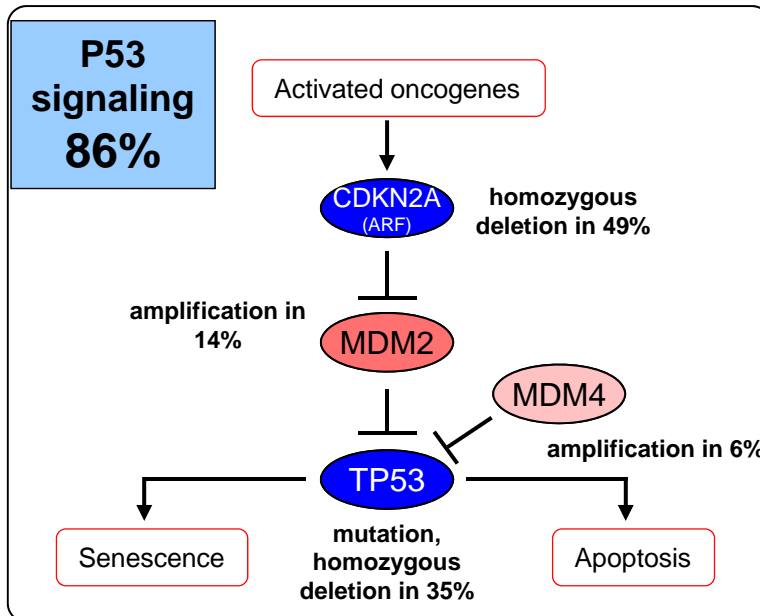 P53
signaling
86%
Activated oncogenes
CDKN2A
(ARF)
homozygous
deletion in 49%
amplification in
14%
MDM2
MDM4
amplification in 6%
TP53
Senescence
mutation,
homozygous
deletion in 35%
Apoptosis